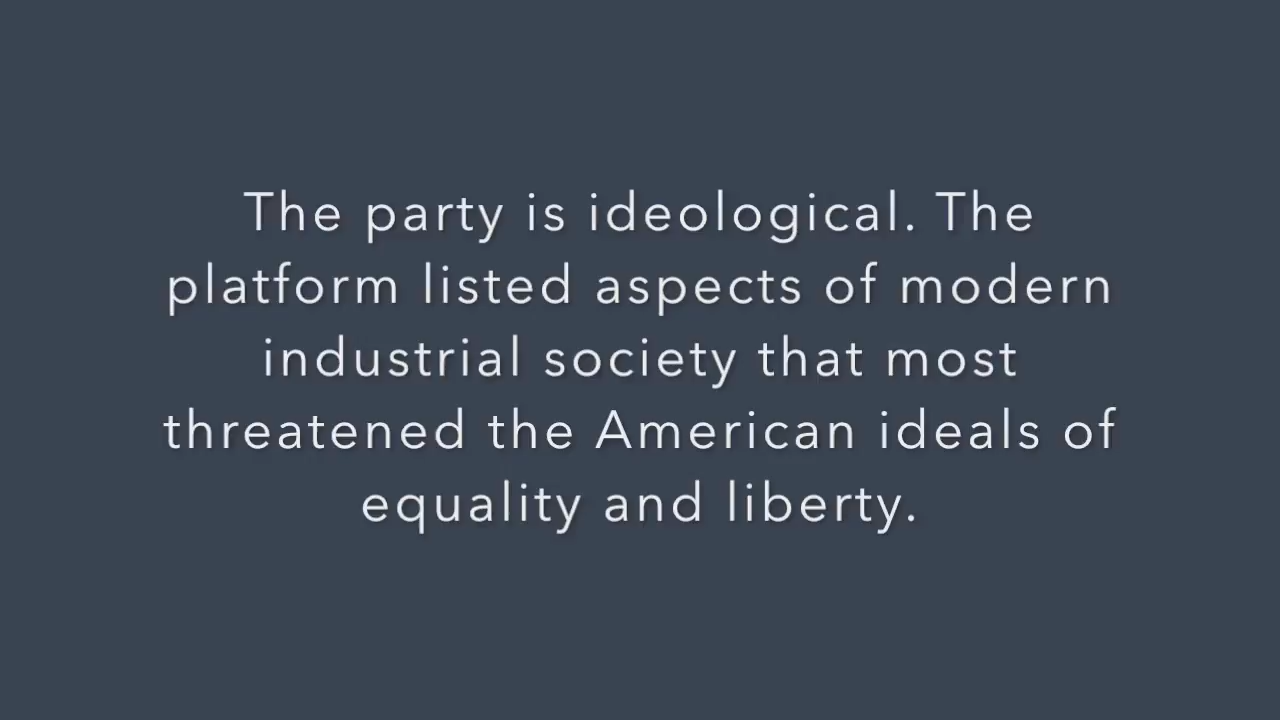 The party is ideological. The
platform listed aspects of modern
industrial society that most
threatened the American ideals of
equality and liberty.